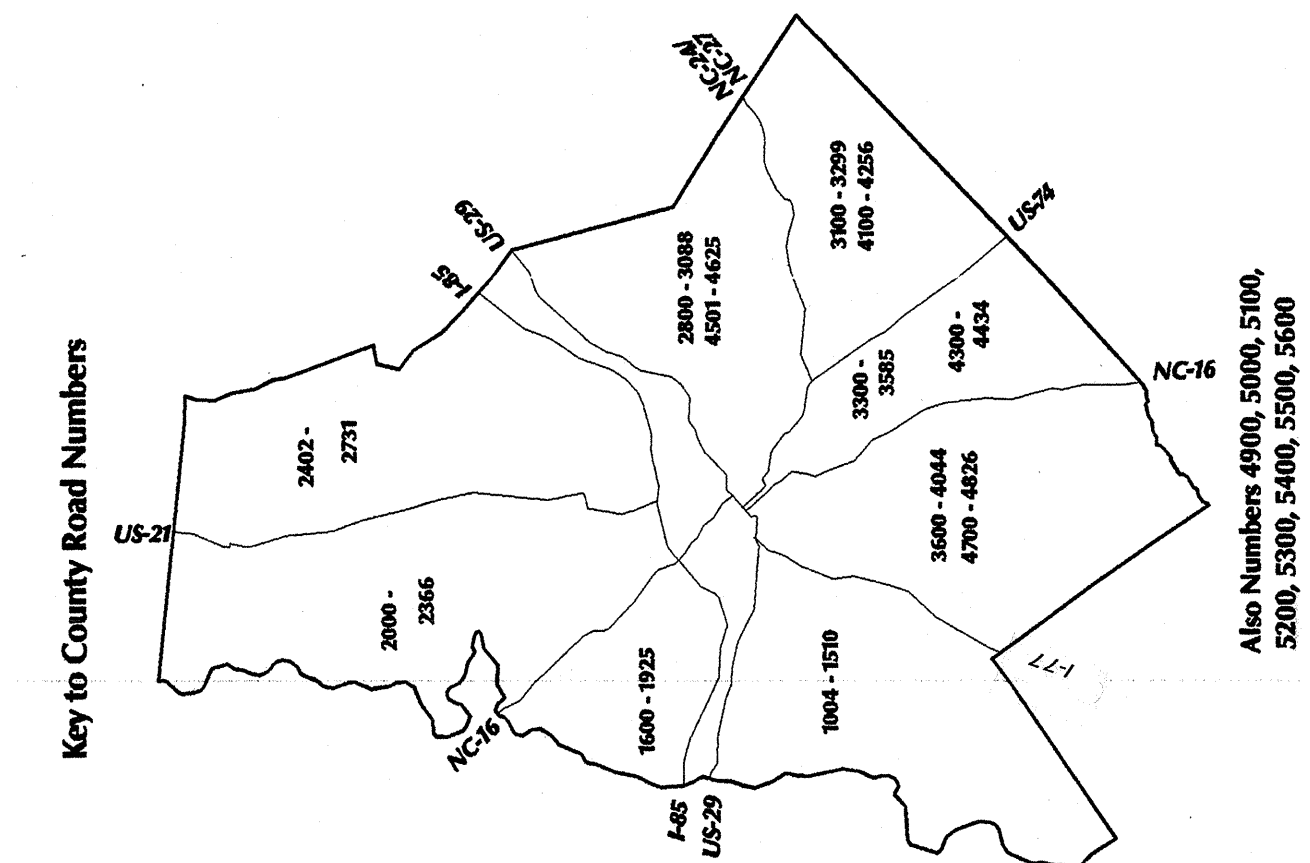 Key to County Road Numbers
US-21
2402 -
2731
2000 -
2366
I-85
US-29
NC-24/
NC-27
2800 - 3088
4501 - 4625
3100 - 3299
4100 - 4256
US-74
3300 -
3585
4300 -
4434
NC-16
3600 - 4044
4700 - 4826
NC-16
1600 - 1925
I-85
US-29
1004 - 1510
I-77
Also Numbers 4900, 5000, 5100,
5200, 5300, 5400, 5500, 5600